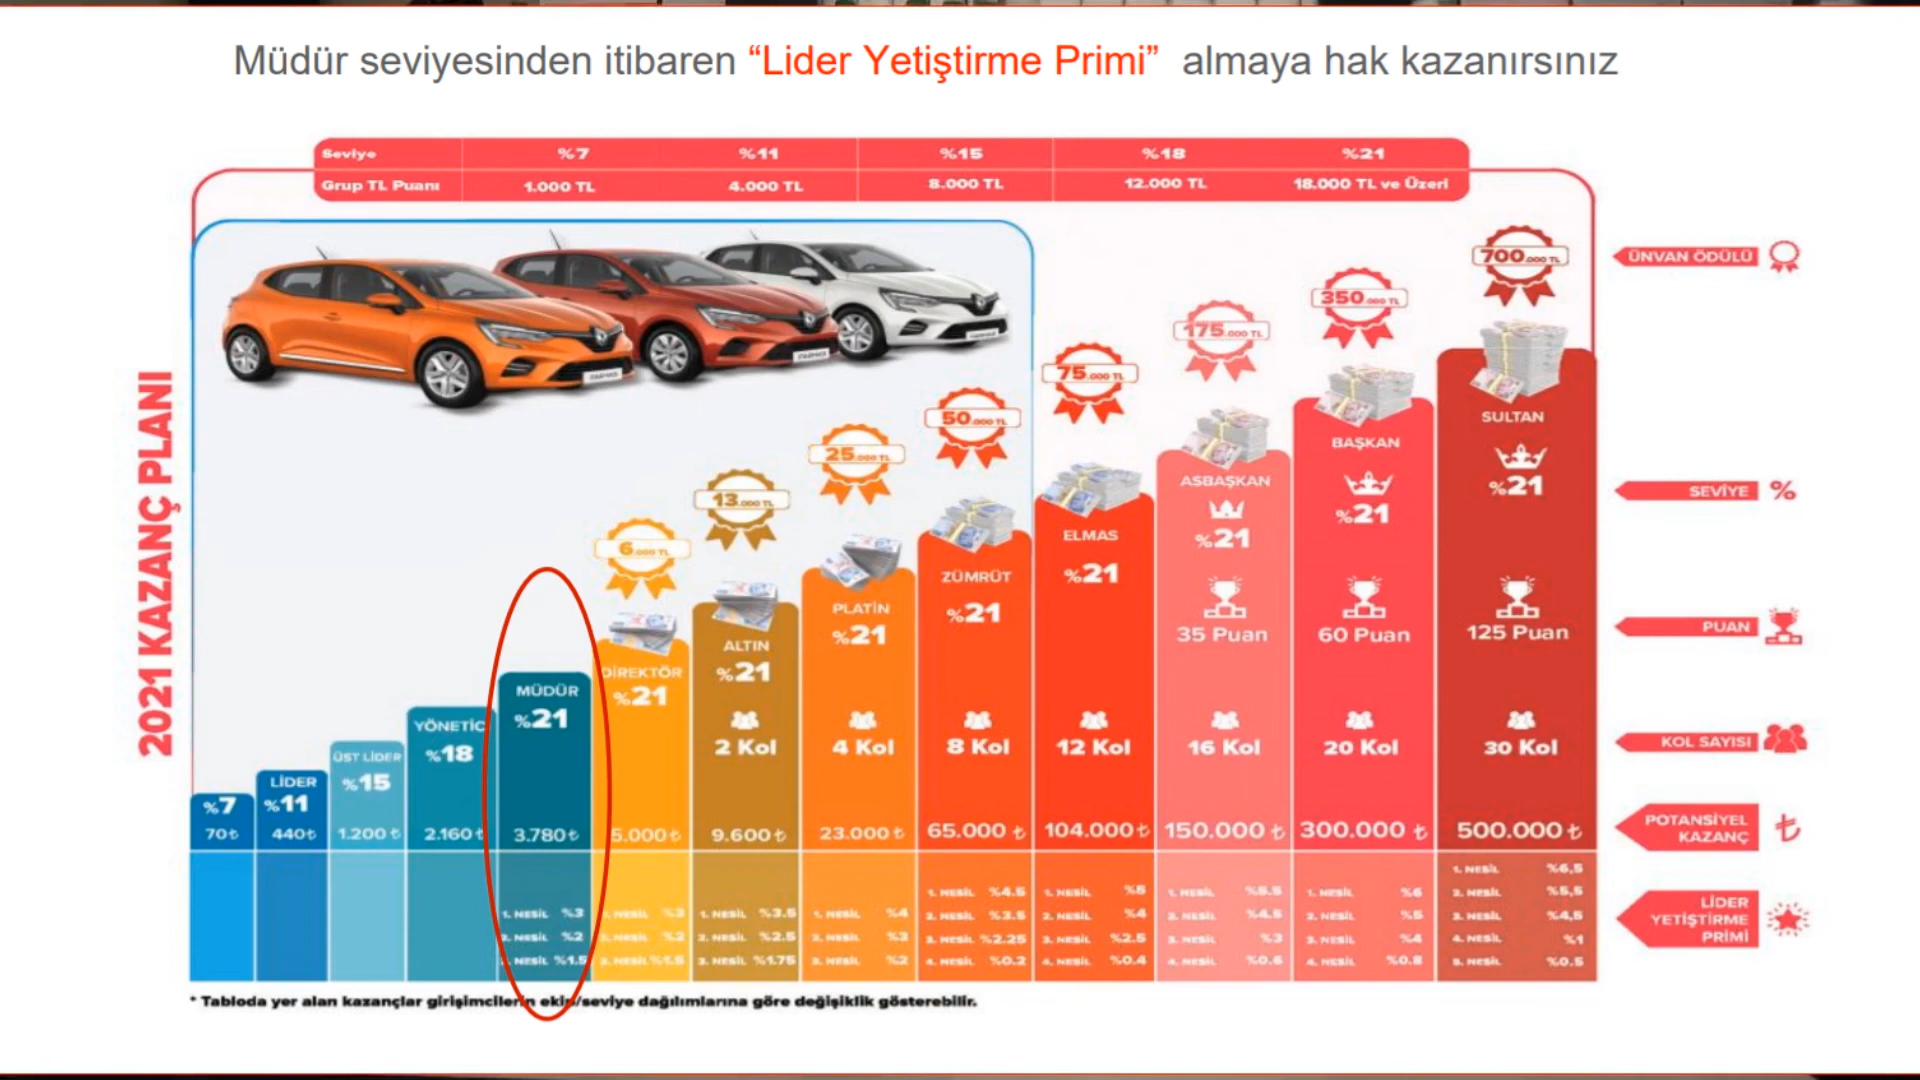 Müdür seviyesinden itibaren “Lider Yetiştirme Primi” almaya hak kazanırsınız
Seviye %7 %11 %15 %18 %21
Grup TL Puanı 1.000 TL 4.000 TL 8.000 TL 12.000 TL 18.000 TL ve Üzeri
2021 KAZANÇ PLANI
700.000 TL
350.000 TL
175.000 TL
75.000 TL
50.000 TL
25.000 TL
13.000 TL
6.000 TL
ÜNVAN ÖDÜLÜ
SEVİYE %
PUAN
KOL SAYISI
POTANSİYEL
KAZANÇ
LİDER
YETİŞTİRME
PRİMİ
%7
70₺
LİDER
%11
440₺
ÜST LİDER
%15
1.200 ₺
YÖNETİC
%18
2.160 ₺
MÜDÜR
%21
3.780₺
1. NESİL %3
NESİL %2
NESİL %1.5
DİREKTÖR
%21
5.000₺
1. NESİL %3
2. NESİL %2
3. NESİL %1.5
ALTIN
%21
2 Kol
9.600₺
1. NESİL %3.5
2. NESİL %2.5
3. NESİL %1.75
PLATİN
%21
4 Kol
23.000₺
1. NESİL %4
2. NESİL %3
3. NESİL %2
ZÜMRÜT
%21
8 Kol
65.000 ₺
1. NESİL %4.5
2. NESİL %3.5
3. NESİL %2.25
4. NESİL %0.2
ELMAS
%21
12 Kol
104.000₺
1. NESİL %5
2. NESİL %4
3. NESİL %2.5
4. NESİL %0.4
ASBAŞKAN
%21
35 Puan
16 Kol
150.000 ₺
1. NESİL %5.5
2. NESİL %4.5
3. NESİL %3
4. NESİL %0.6
BAŞKAN
%21
60 Puan
20 Kol
300.000 ₺
1. NESİL %6
2. NESİL %5
3. NESİL %4
4. NESİL %0.8
SULTAN
%21
125 Puan
30 Kol
500.000 ₺
1. NESİL %6,5
2. NESİL %5,5
3. NESİL %4,5
4. NESİL %1
5. NESİL %0.5
* Tabloda yer alan kazançlar girişimcilerin ekip/seviye dağılımlarına göre değişiklik gösterebilir.